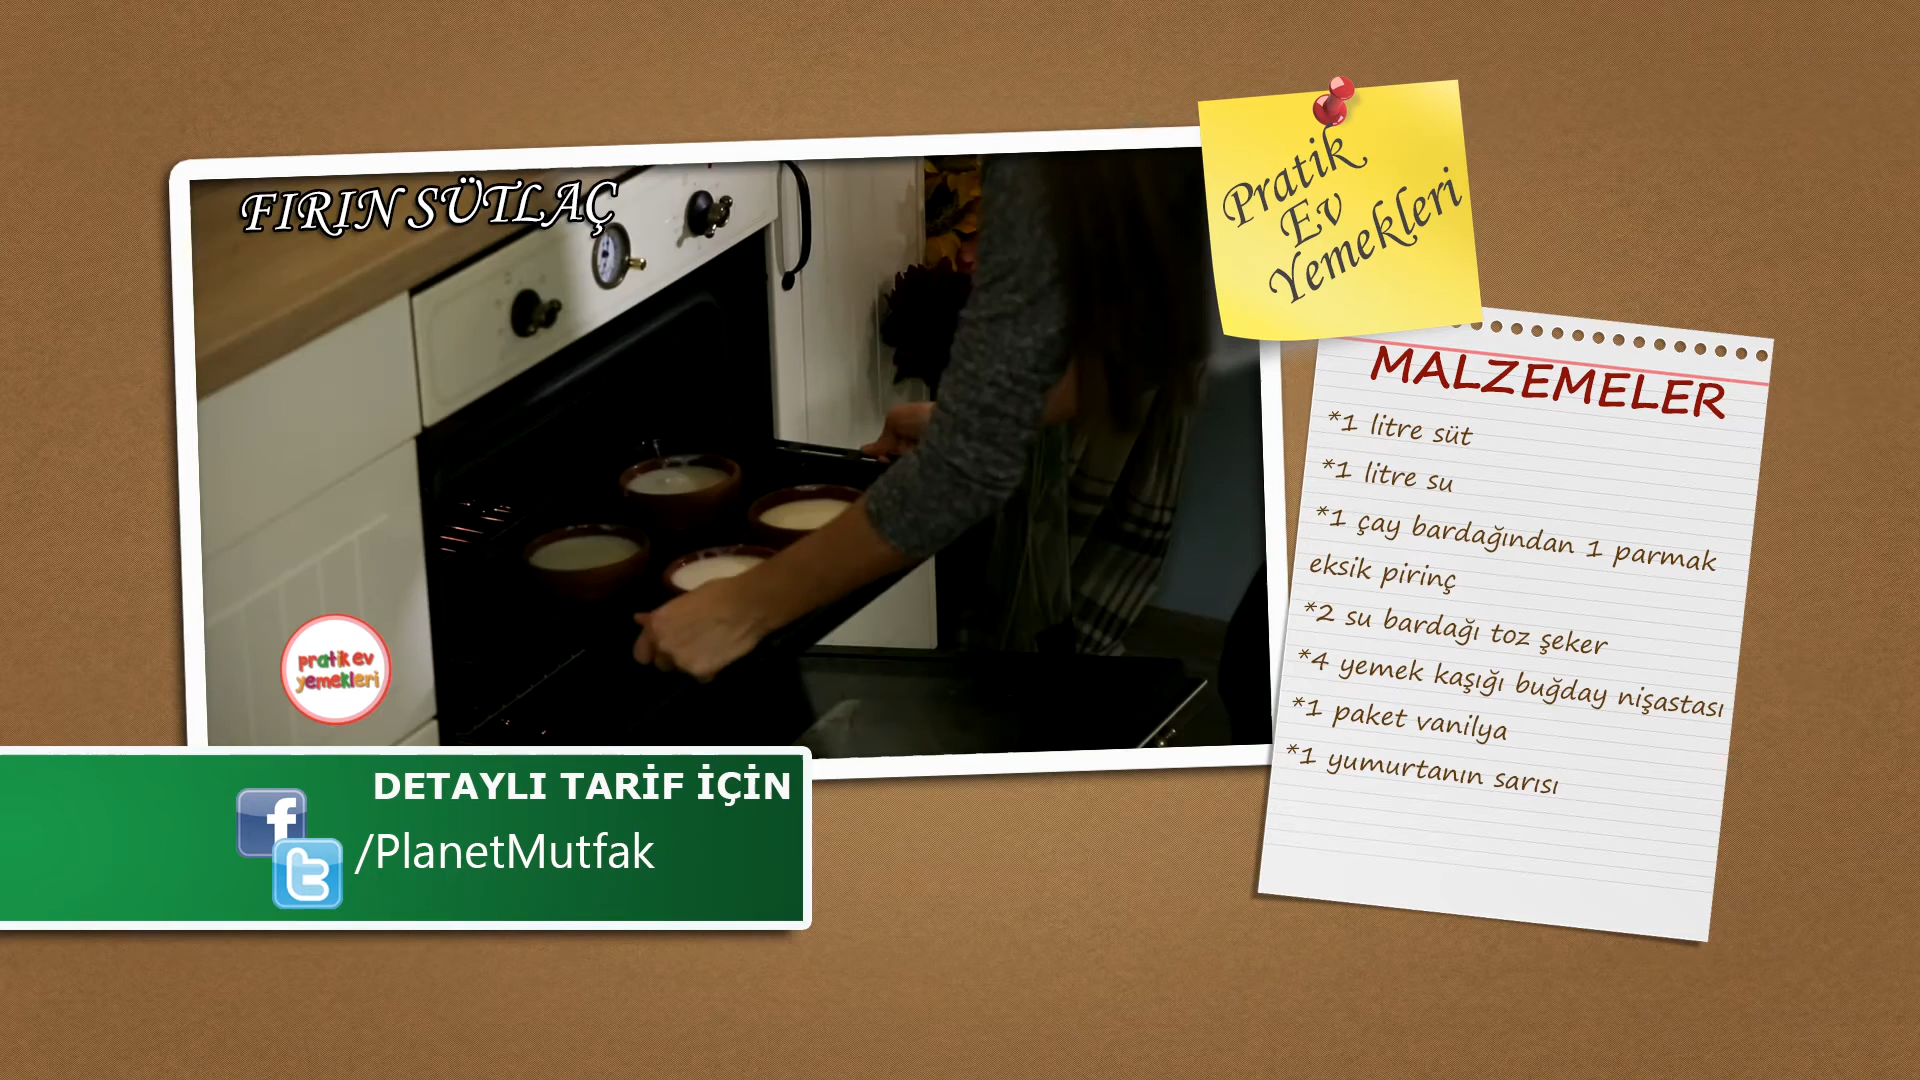 FIRIN SÜTLAÇ
Pratik
Ev
Yemekleri
MALZEMELER
*1 litre süt
*1 litre su
*1 çay bardağından 1 parmak
eksik pirinç
*2 su bardağı toz şeker
*4 yemek kaşığı buğday nişastası
*1 paket vanilya
*1 yumurtanın sarısı
pratik ev
yemekleri
DETAYLI TARİF İÇİN
/PlanetMutfak